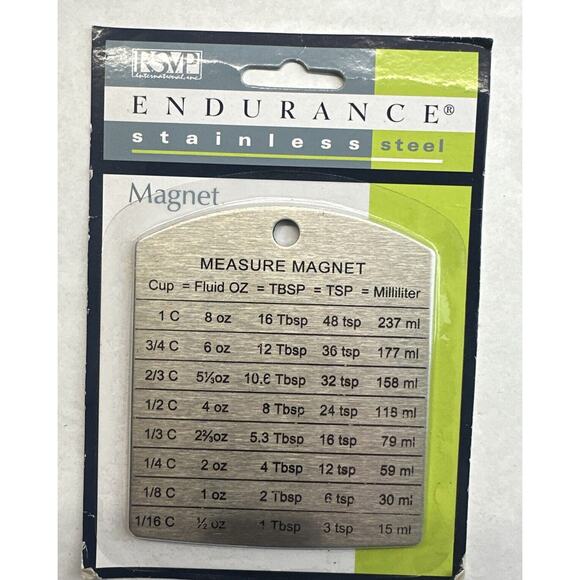 RSVP
International, Inc.
ENDURANCE®
stainless steel
Magnet
MEASURE MAGNET
Cup = Fluid OZ = TBSP = TSP = Milliliter
1 C 8 oz 16 Tbsp 48 tsp 237 ml
3/4 C 6 oz 12 Tbsp 36 tsp 177 ml
2/3 C 5⅓oz 10.6 Tbsp 32 tsp 158 ml
1/2 C 4 oz 8 Tbsp 24 tsp 118 ml
1/3 C 2⅔oz 5.3 Tbsp 16 tsp 79 ml
1/4 C 2 oz 4 Tbsp 12 tsp 59 ml
1/8 C 1 oz 2 Tbsp 6 tsp 30 ml
1/16 C ½ oz 1 Tbsp 3 tsp 15 ml